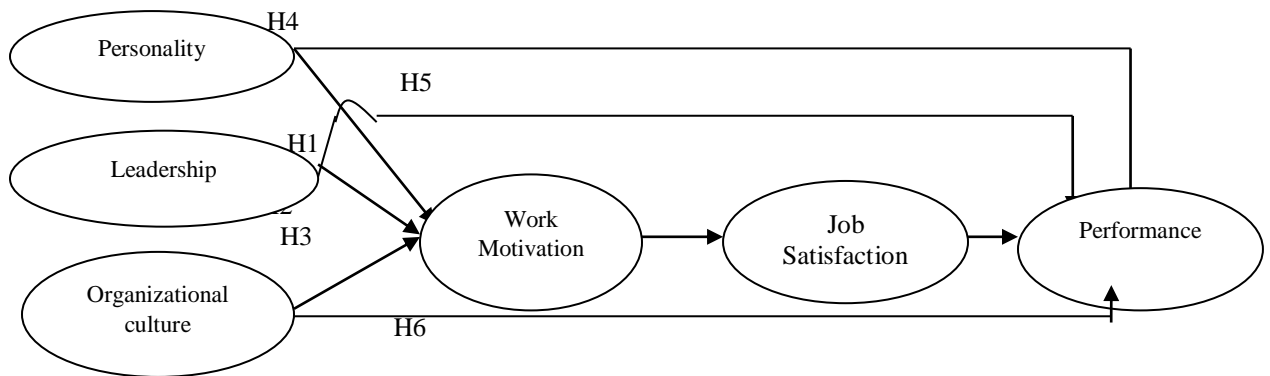 H4
Personality
H5
H1
Leadership
H3
Work
Motivation
Job
Satisfaction
Performance
Organizational
culture
H6